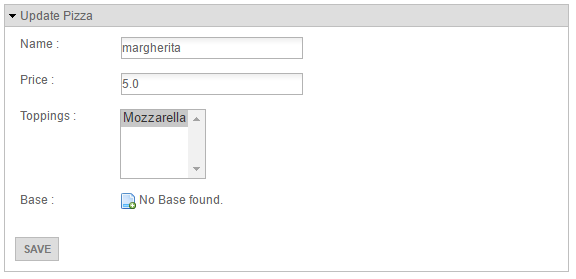 Update Pizza
Name : margherita
Price : 5.0
Toppings : Mozzarella
Base : No Base found.
SAVE